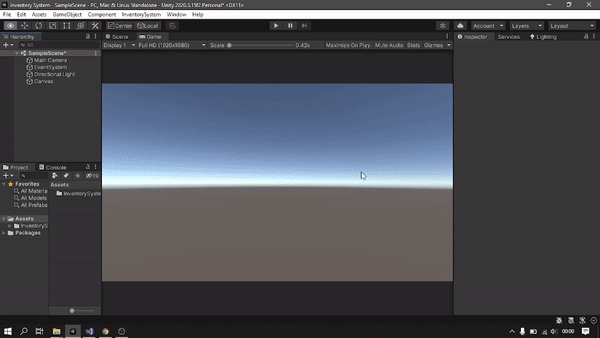 Inventory System - SampleScene - PC, Mac & Linux Standalone - Unity 2020.3.19f2 Personal* <DX11>
File Edit Assets GameObject Component InventorySystem Window Help
Center Local Account Layers Layout
Hierarchy Scene Game Inspector Services Lighting
All Display 1 Full HD (1920x1080) Scale 0.42x Maximize On Play Mute Audio Stats Gizmos
SampleScene*
Main Camera
EventSystem
Directional Light
Canvas
Project Console
Favorites Assets
All Materia InventorySyste
All Models
All Prefabs
Assets
InventoryS
Packages
00:00